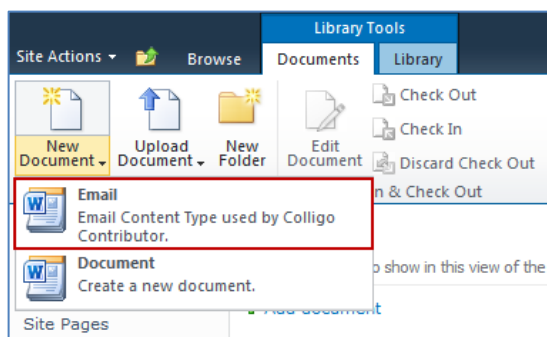 Library Tools
Site Actions
Browse
Documents
Library
New Document
Upload Document
New Folder
Edit Document
Check Out
Check In
Discard Check Out
n & Check Out
Email
Email Content Type used by Colligo
Contributor.
Document
Create a new document.
o show in this view of the
Add document
Site Pages